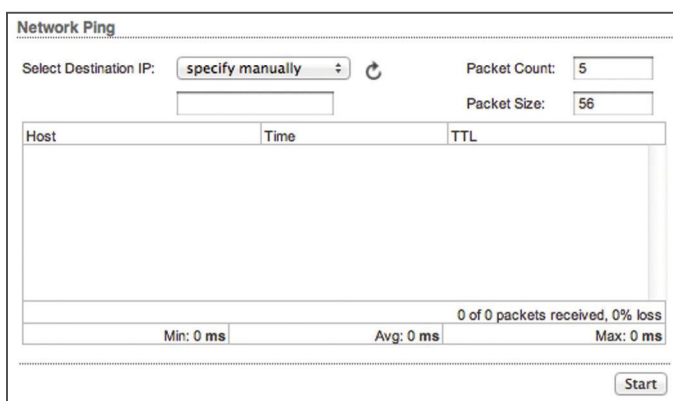 Network Ping
Select Destination IP: specify manually Packet Count: 5
Packet Size: 56
Host Time TTL
0 of 0 packets received, 0% loss
Min: 0 ms Avg: 0 ms Max: 0 ms
Start